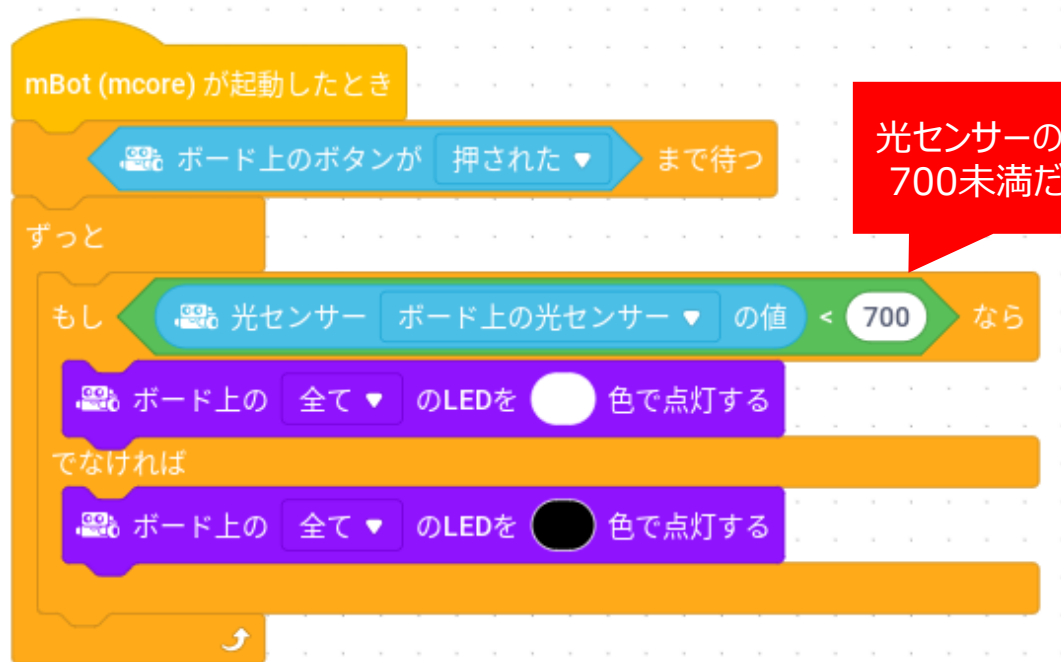 mBot (mcore) が起動したとき
ボード上のボタンが 押された まで待つ
光センサーの
700未満だ
ずっと
もし 光センサー ボード上の光センサー の値 < 700 なら
ボード上の 全て のLEDを 色で点灯する
でなければ
ボード上の 全て のLEDを 色で点灯する